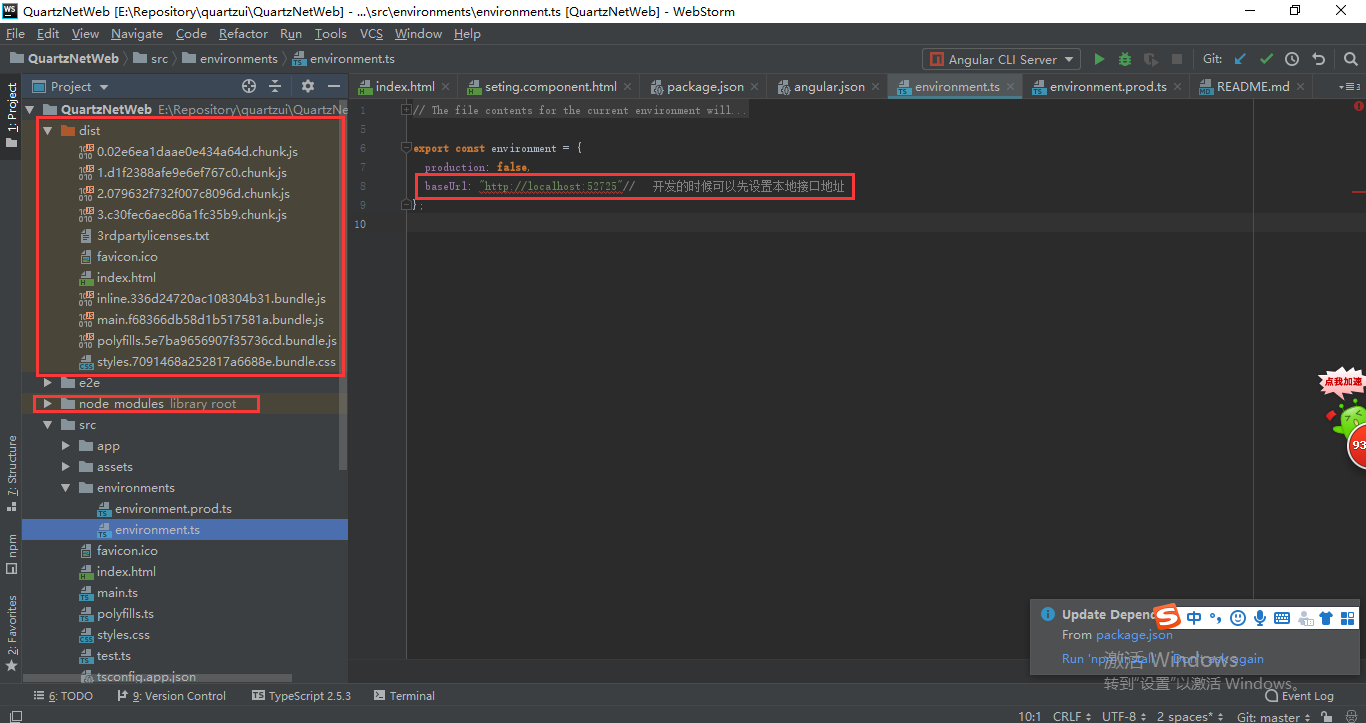 QuartzNetWeb [E:\Repository\quartzui\QuartzNetWeb] - ...\src\environments\environment.ts [QuartzNetWeb] - WebStorm
File Edit View Navigate Code Refactor Run Tools VCS Window Help
QuartzNetWeb src environments environment.ts
Angular CLI Server
Git:
1: Project
Project
index.html
seting.component.html
package.json
angular.json
environment.ts
environment.prod.ts
README.md
QuartzNetWeb E:\Repository\quartzui\QuartzNe
dist
0.02e6ea1daae0e434a64d.chunk.js
1.d1f2388afe9e6ef767c0.chunk.js
2.079632f732f007c8096d.chunk.js
3.c30fec6aec86a1fc35b9.chunk.js
3rdpartylicenses.txt
favicon.ico
index.html
inline.336d24720ac108304b31.bundle.js
main.f68366db58d1b517581a.bundle.js
polyfills.5e7ba9656907f35736cd.bundle.js
styles.7091468a252817a6688e.bundle.css
e2e
node_modules library root
src
app
assets
environments
environment.prod.ts
environment.ts
favicon.ico
index.html
main.ts
polyfills.ts
styles.css
test.ts
tsconfig.app.json
7: Structure
npm
2: Favorites
1 // The file contents for the current environment will...
5
6 export const environment = {
7 production: false,
8 baseUrl: "http://localhost:52725"// 开发的时候可以先设置本地接口地址
9 };
10
点我加速
93
Update Depend
中
From package.json
Run 'npm install' Don't ask again
激活 Windows
转到"设置"以激活 Windows。
6: TODO
9: Version Control
TypeScript 2.5.3
Terminal
Event Log
10:1 CRLF UTF-8 2 spaces* Git: master